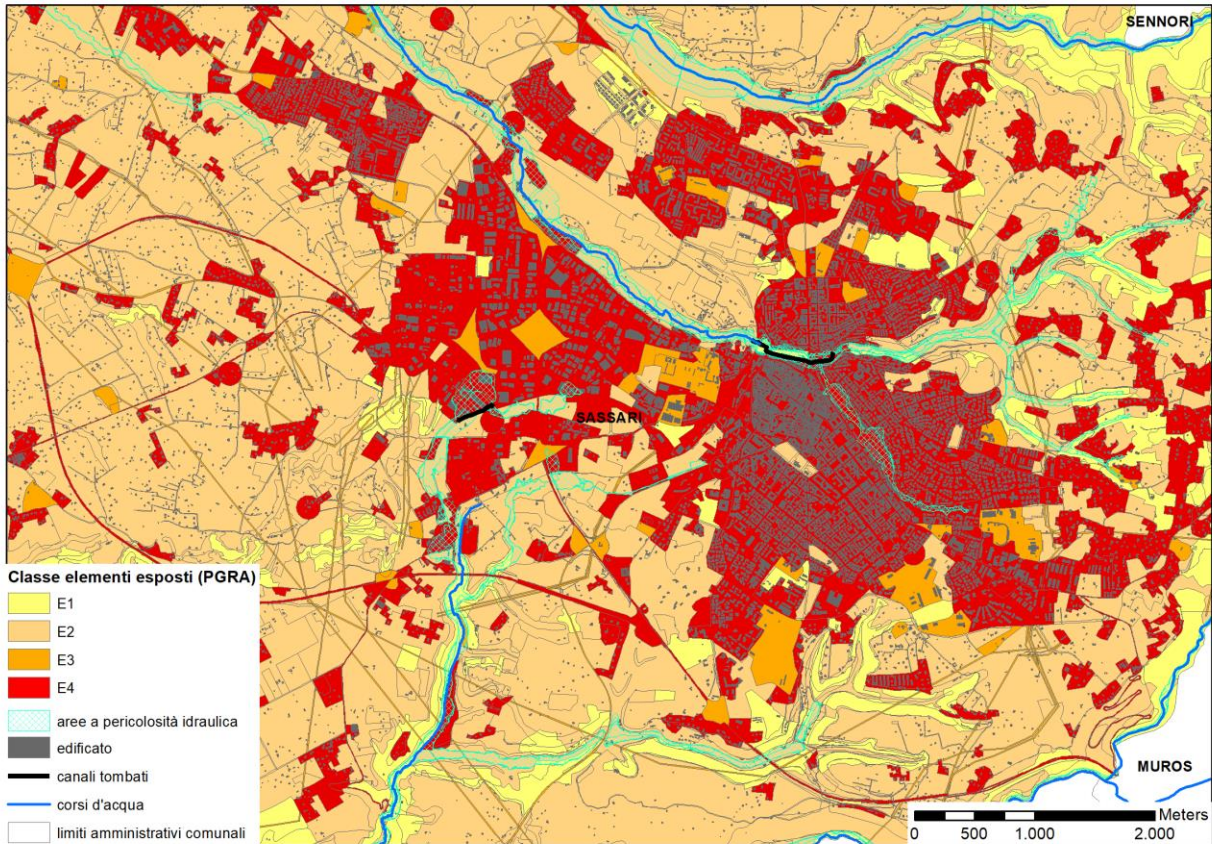 SENNORI
SASSARI
MUROS
Classe elementi esposti (PGRA)
E1
E2
E3
E4
aree a pericolosità idraulica
edificato
canali tombati
corsi d'acqua
limiti amministrativi comunali
Meters
0 500 1.000 2.000